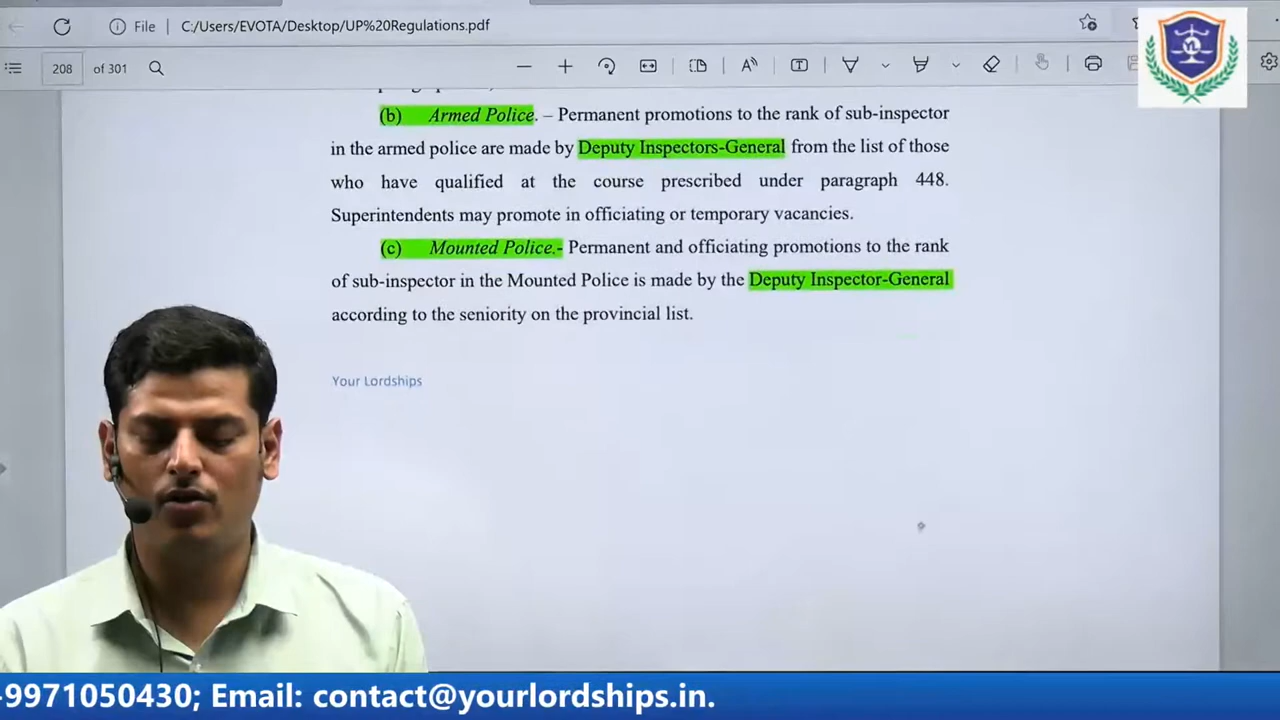 File
C:/Users/EVOTA/Desktop/UP%20Regulations.pdf
208 of 301
(b) Armed Police. – Permanent promotions to the rank of sub-inspector
in the armed police are made by Deputy Inspectors-General from the list of those
who have qualified at the course prescribed under paragraph 448.
Superintendents may promote in officiating or temporary vacancies.
(c) Mounted Police.- Permanent and officiating promotions to the rank
of sub-inspector in the Mounted Police is made by the Deputy Inspector-General
according to the seniority on the provincial list.
Your Lordships
-9971050430; Email: contact@yourlordships.in.